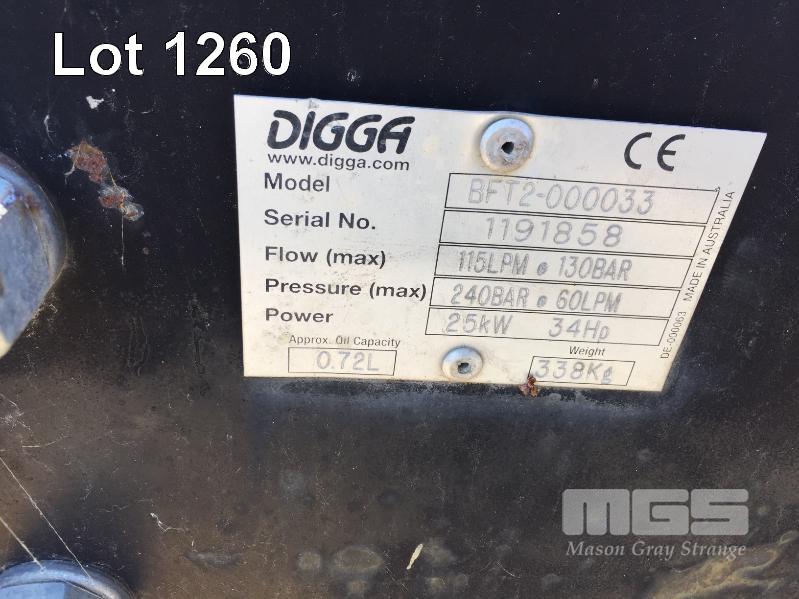 Lot 1260
DIGGA
www.digga.com
CE
Model BFT2-000033
Serial No. 1191858
Flow (max) 115LPM @ 130BAR
Pressure (max) 240BAR @ 60LPM
Power 25kW 34Hp
Approx. Oil Capacity
0.72L
Weight
338Kg
DE-000063 MADE IN AUSTRALIA
MGS
Mason Gray Strange